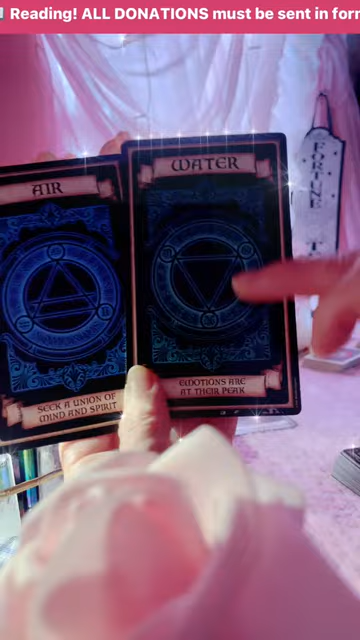 Reading! ALL DONATIONS must be sent in for
AIR
WATER
FORTUNE T
SEEK A UNION OF
MIND AND SPIRIT
EMOTIONS ARE
AT THEIR PEAK